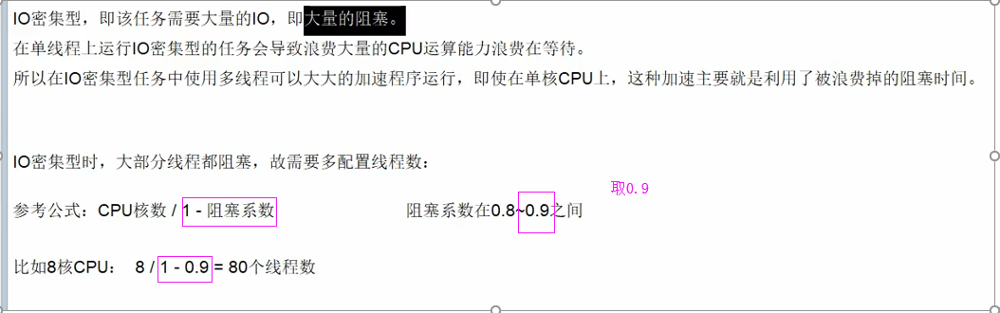 IO密集型，即该任务需要大量的IO，即大量的阻塞。
在单线程上运行IO密集型的任务会导致浪费大量的CPU运算能力浪费在等待。
所以在IO密集型任务中使用多线程可以大大的加速程序运行，即使在单核CPU上，这种加速主要就是利用了被浪费掉的阻塞时间。
IO密集型时，大部分线程都阻塞，故需要多配置线程数：
取0.9
参考公式：CPU核数 / 1 - 阻塞系数 阻塞系数在0.8~0.9之间
比如8核CPU： 8 / 1 - 0.9 = 80个线程数